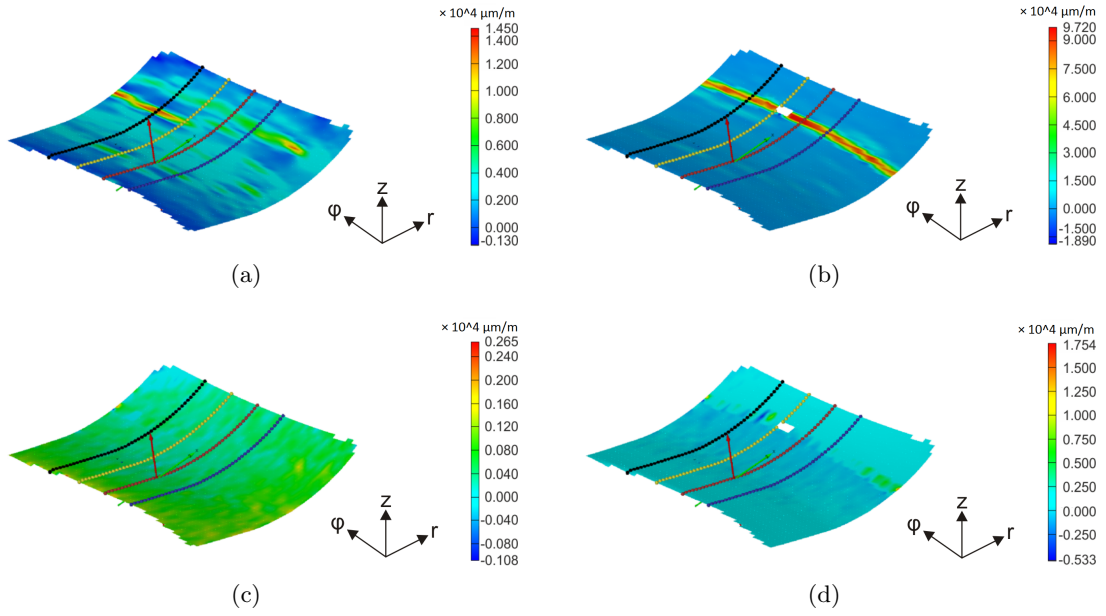 × 10^4 µm/m
1.450
1.400
1.200
1.000
0.800
0.600
0.400
0.200
0.000
-0.130
z
φ
r
(a)
× 10^4 µm/m
9.720
9.000
7.500
6.000
4.500
3.000
1.500
0.000
-1.500
-1.890
z
φ
r
(b)
× 10^4 µm/m
0.265
0.240
0.200
0.160
0.120
0.080
0.040
0.000
-0.040
-0.080
-0.108
z
φ
r
(c)
× 10^4 µm/m
1.754
1.500
1.250
1.000
0.750
0.500
0.250
0.000
-0.250
-0.533
z
φ
r
(d)